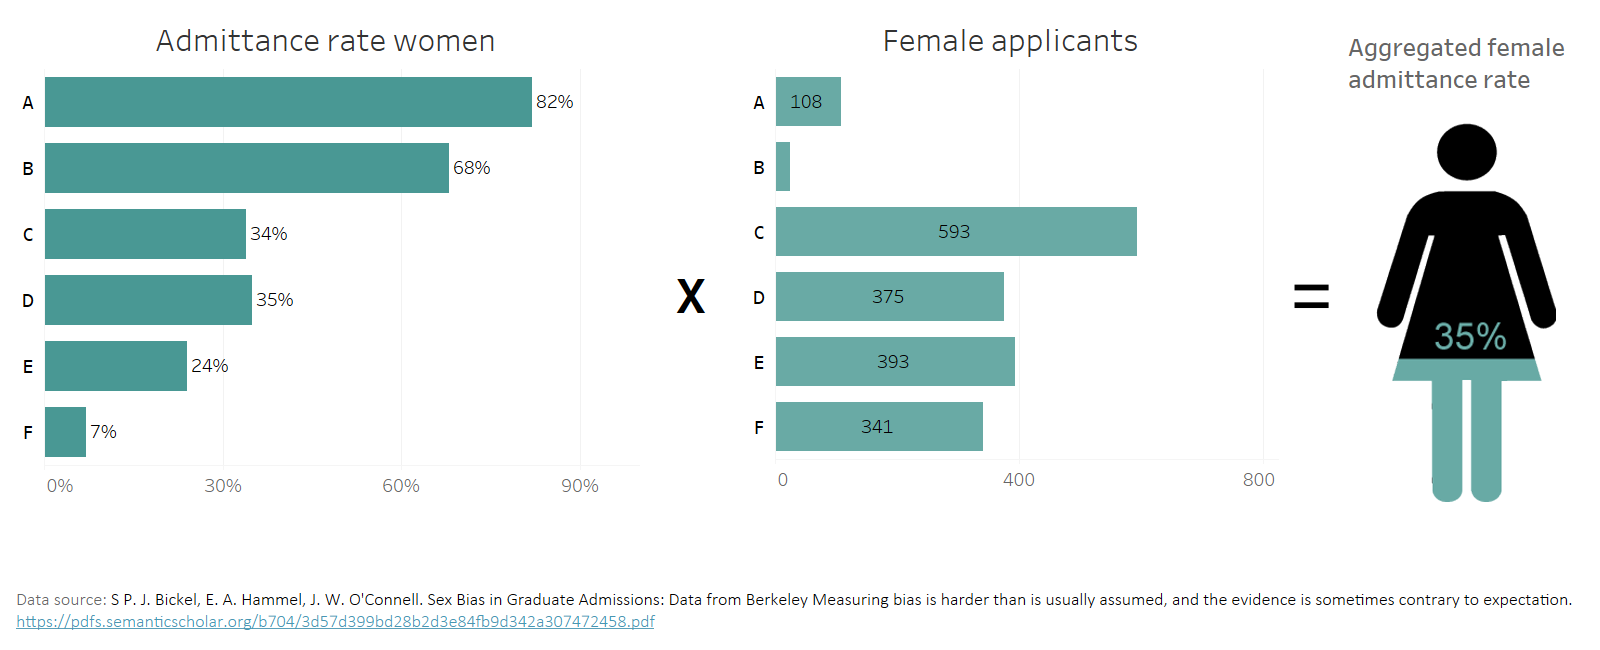 Admittance rate women
A 82%
B 68%
C 34%
D 35%
E 24%
F 7%
0% 30% 60% 90%
X
Female applicants
A 108
B
C 593
D 375
E 393
F 341
0 400 800
=
Aggregated female
admittance rate
35%
Data source: S P. J. Bickel, E. A. Hammel, J. W. O'Connell. Sex Bias in Graduate Admissions: Data from Berkeley Measuring bias is harder than is usually assumed, and the evidence is sometimes contrary to expectation.
https://pdfs.semanticscholar.org/b704/3d57d399bd28b2d3e84fb9d342a307472458.pdf